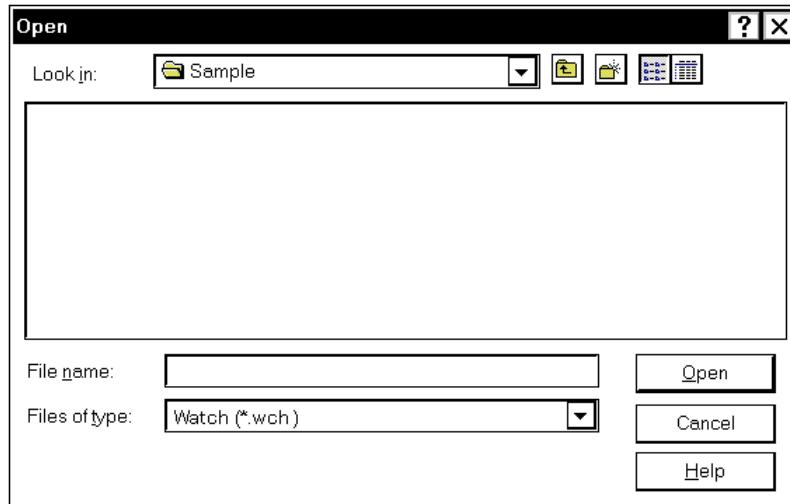 Open
Look in: Sample
File name:
Open
Files of type: Watch (*.wch )
Cancel
Help